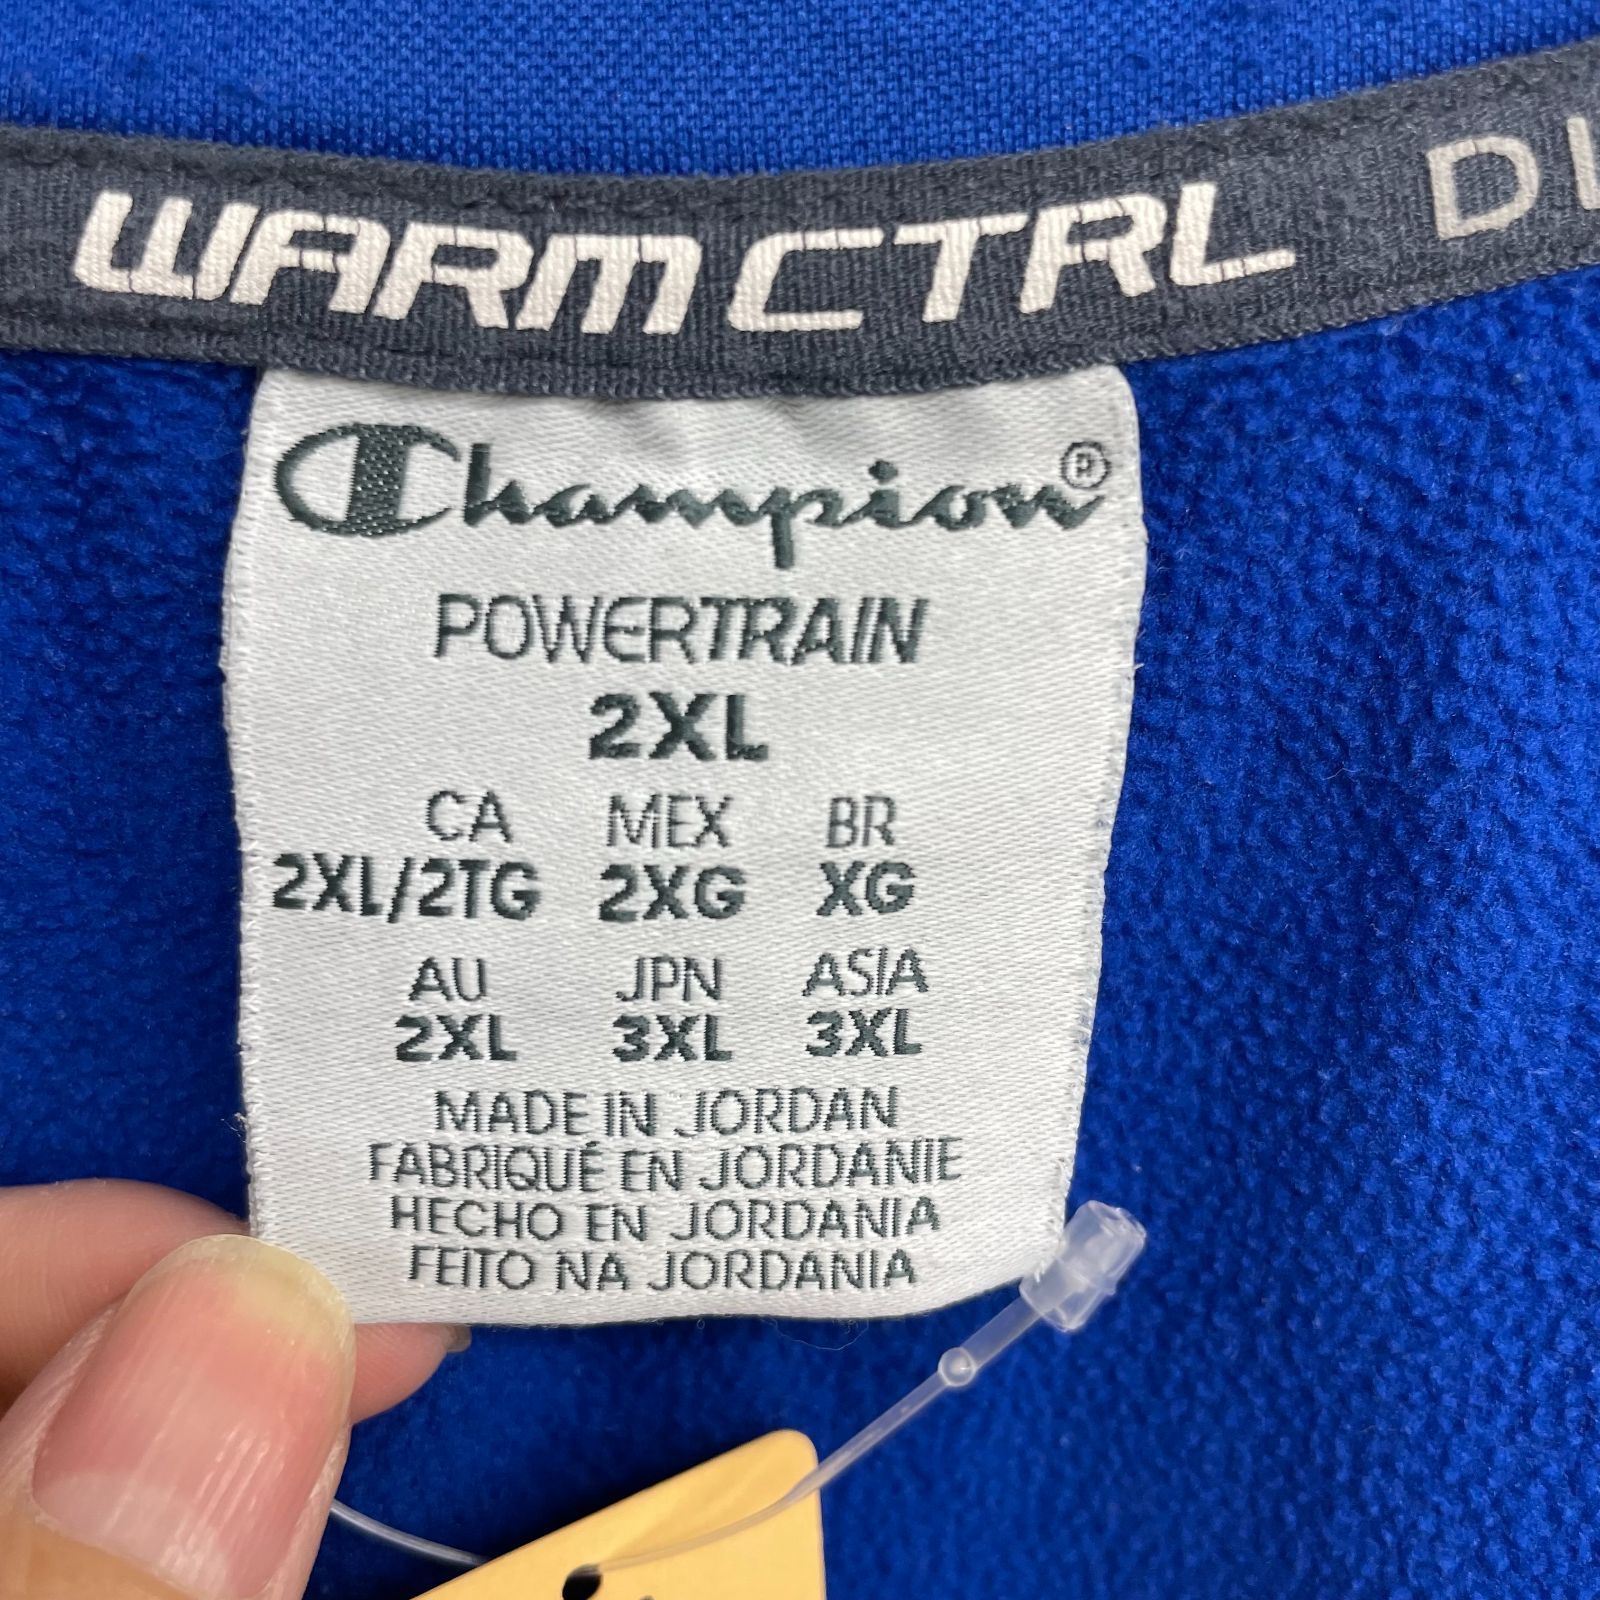 WARM CTRL
Champion®
POWERTRAIN
2XL
CA MEX BR
2XL/2TG 2XG XG
AU JPN ASIA
2XL 3XL 3XL
MADE IN JORDAN
FABRIQUÉ EN JORDANIE
HECHO EN JORDANIA
FEITO NA JORDANIA